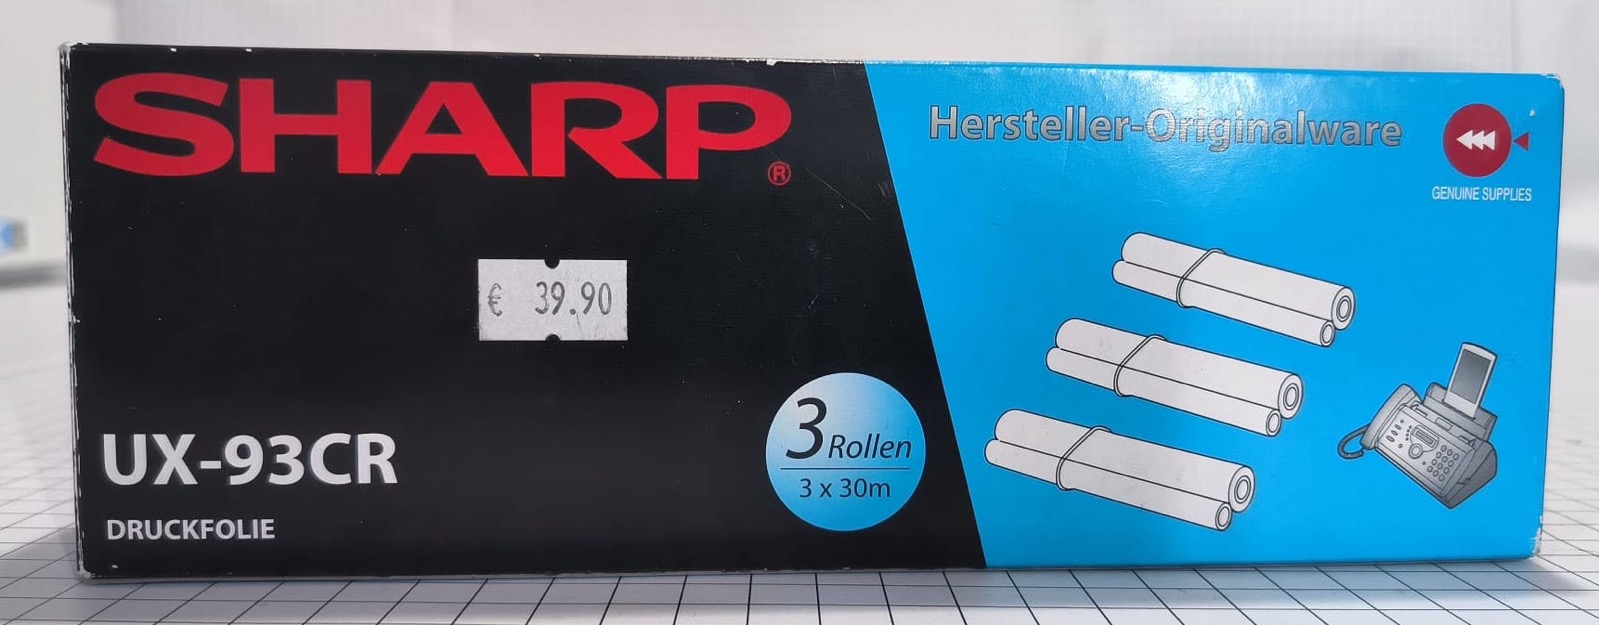 SHARP®
Hersteller-Originalware
GENUINE SUPPLIES
€ 39.90
3 Rollen
3 x 30m
UX-93CR
DRUCKFOLIE